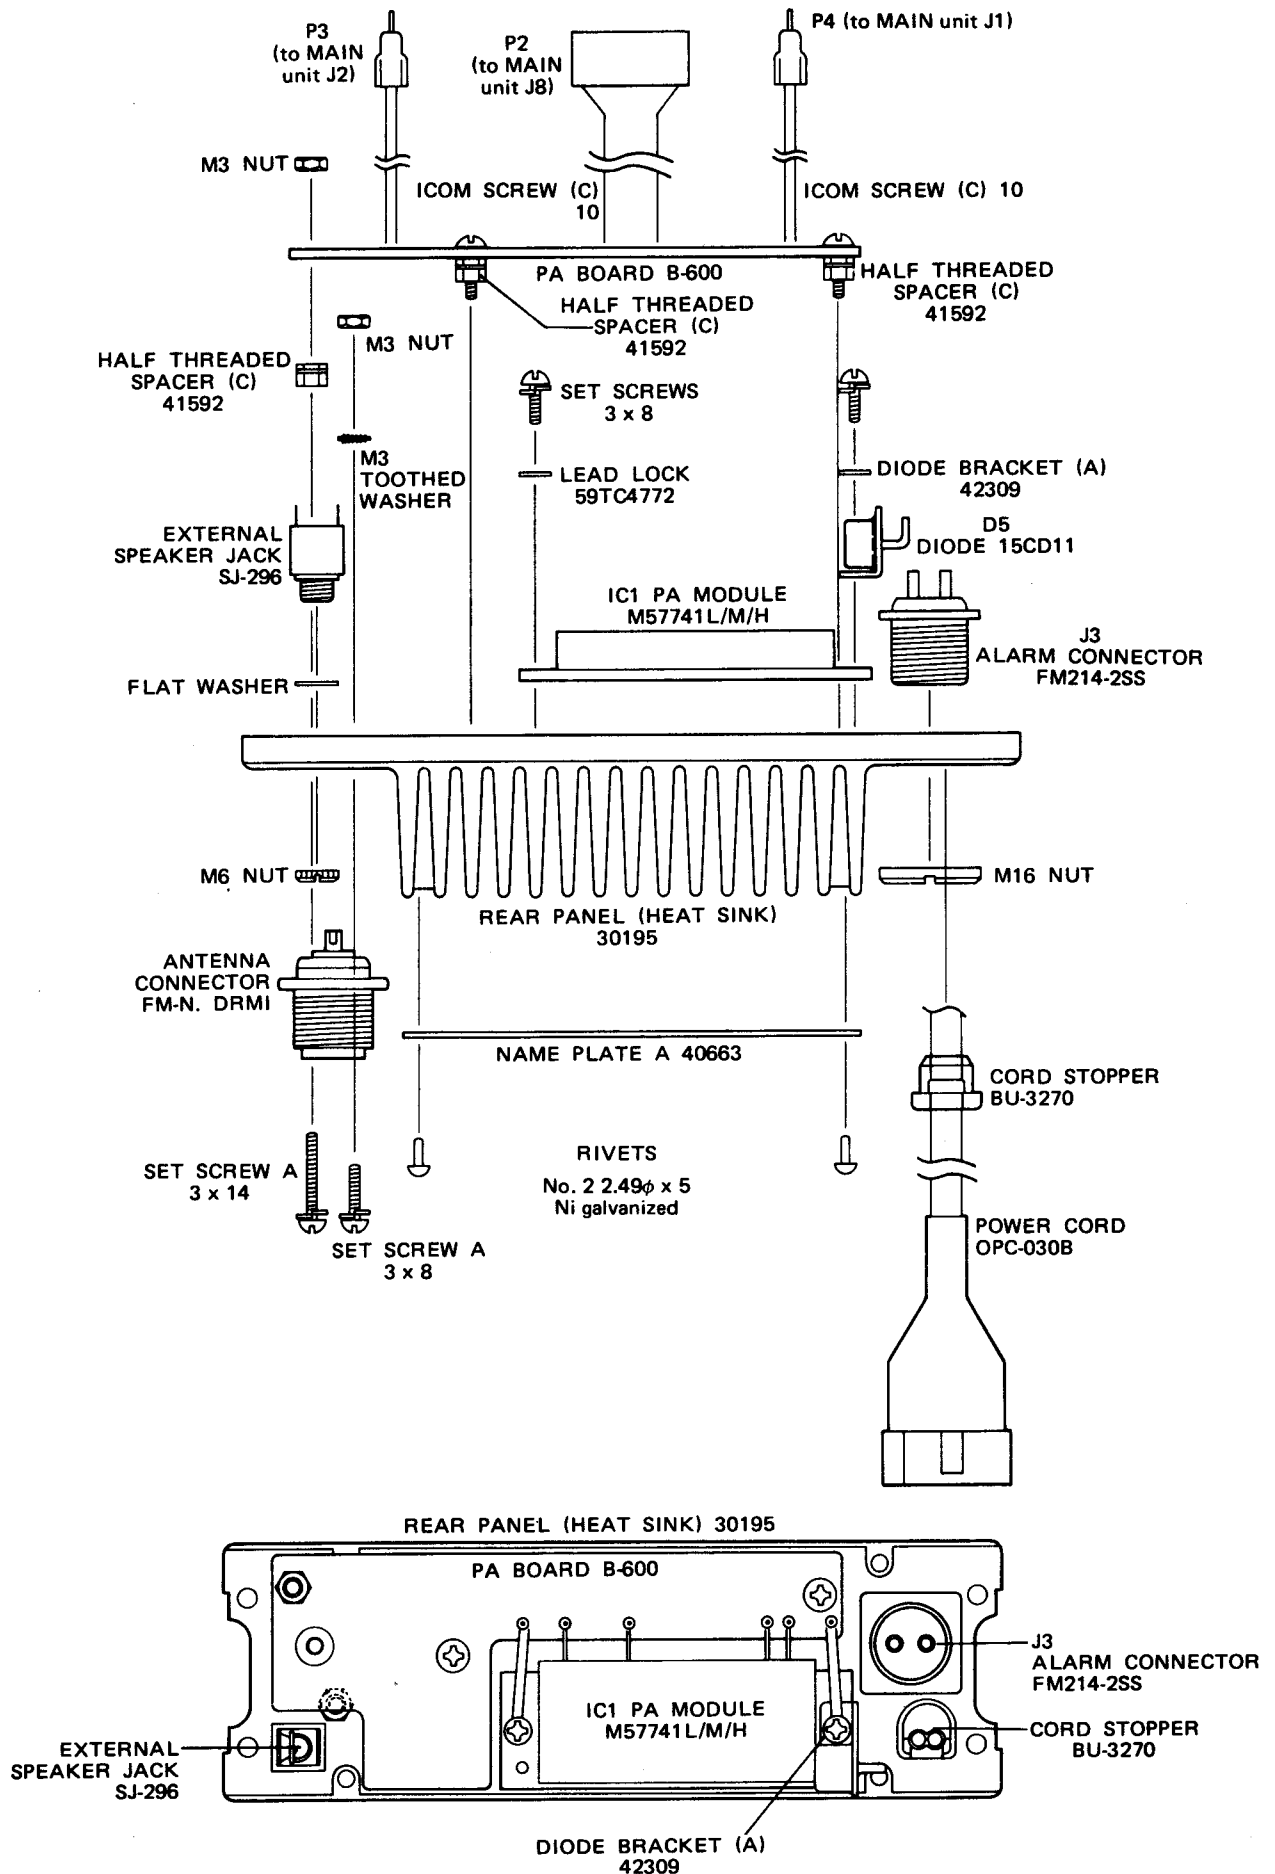 P3
(to MAIN
unit J2)
P2
(to MAIN
unit J8)
P4 (to MAIN unit J1)
M3 NUT
ICOM SCREW (C)
10
ICOM SCREW (C) 10
PA BOARD B-600
HALF THREADED
SPACER (C)
41592
HALF THREADED
SPACER (C)
41592
M3 NUT
HALF THREADED
SPACER (C)
41592
SET SCREWS
3 x 8
M3
TOOTHED
WASHER
LEAD LOCK
59TC4772
DIODE BRACKET (A)
42309
EXTERNAL
SPEAKER JACK
SJ-296
D5
DIODE 15CD11
IC1 PA MODULE
M57741L/M/H
J3
ALARM CONNECTOR
FM214-2SS
FLAT WASHER
M6 NUT
M16 NUT
REAR PANEL (HEAT SINK)
30195
ANTENNA
CONNECTOR
FM-N. DRMI
NAME PLATE A 40663
CORD STOPPER
BU-3270
SET SCREW A
3 x 14
RIVETS
No. 2 2.49ϕ x 5
Ni galvanized
SET SCREW A
3 x 8
POWER CORD
OPC-030B
REAR PANEL (HEAT SINK) 30195
PA BOARD B-600
J3
ALARM CONNECTOR
FM214-2SS
IC1 PA MODULE
M57741L/M/H
CORD STOPPER
BU-3270
EXTERNAL
SPEAKER JACK
SJ-296
DIODE BRACKET (A)
42309